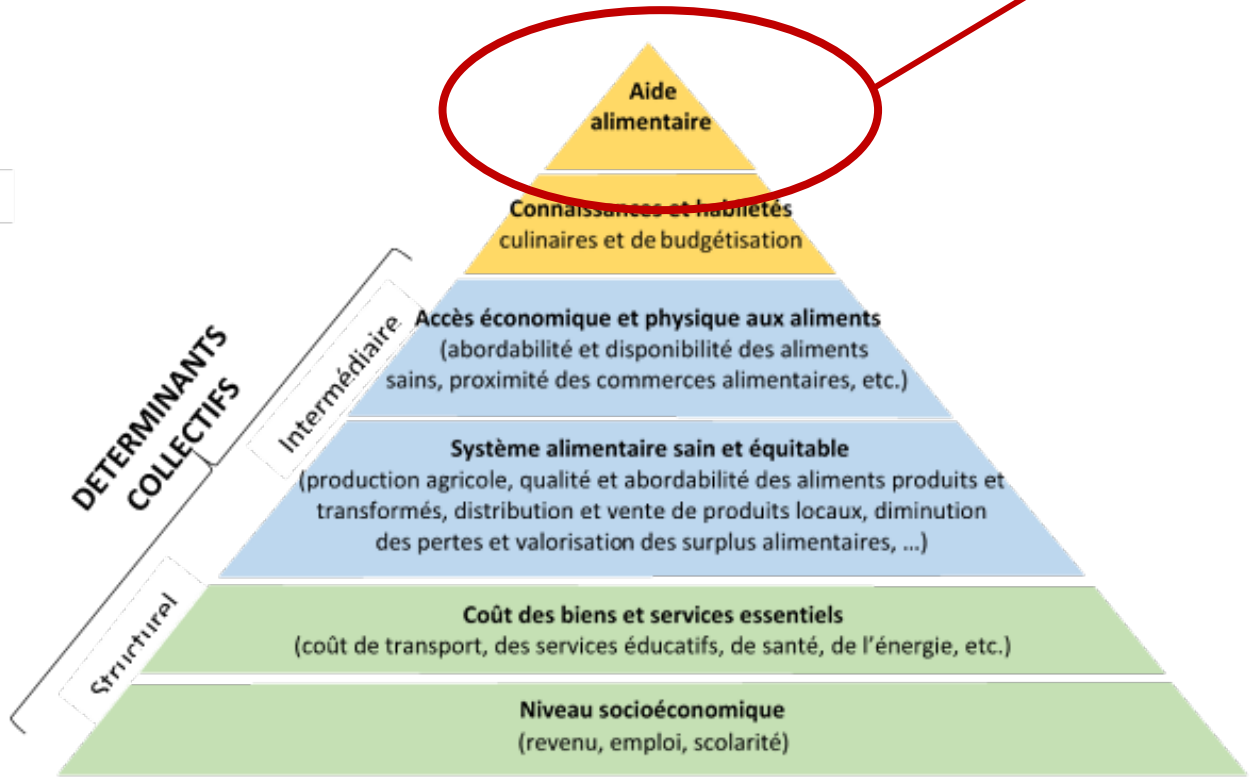 Aide
alimentaire
Connaissances et habiletés
culinaires et de budgétisation
Accès économique et physique aux aliments
(abordabilité et disponibilité des aliments
sains, proximité des commerces alimentaires, etc.)
Système alimentaire sain et équitable
(production agricole, qualité et abordabilité des aliments produits et
transformés, distribution et vente de produits locaux, diminution
des pertes et valorisation des surplus alimentaires, …)
Coût des biens et services essentiels
(coût de transport, des services éducatifs, de santé, de l’énergie, etc.)
Niveau socioéconomique
(revenu, emploi, scolarité)
DETERMINANTS
COLLECTIFS
Intermédiaire
Structurel